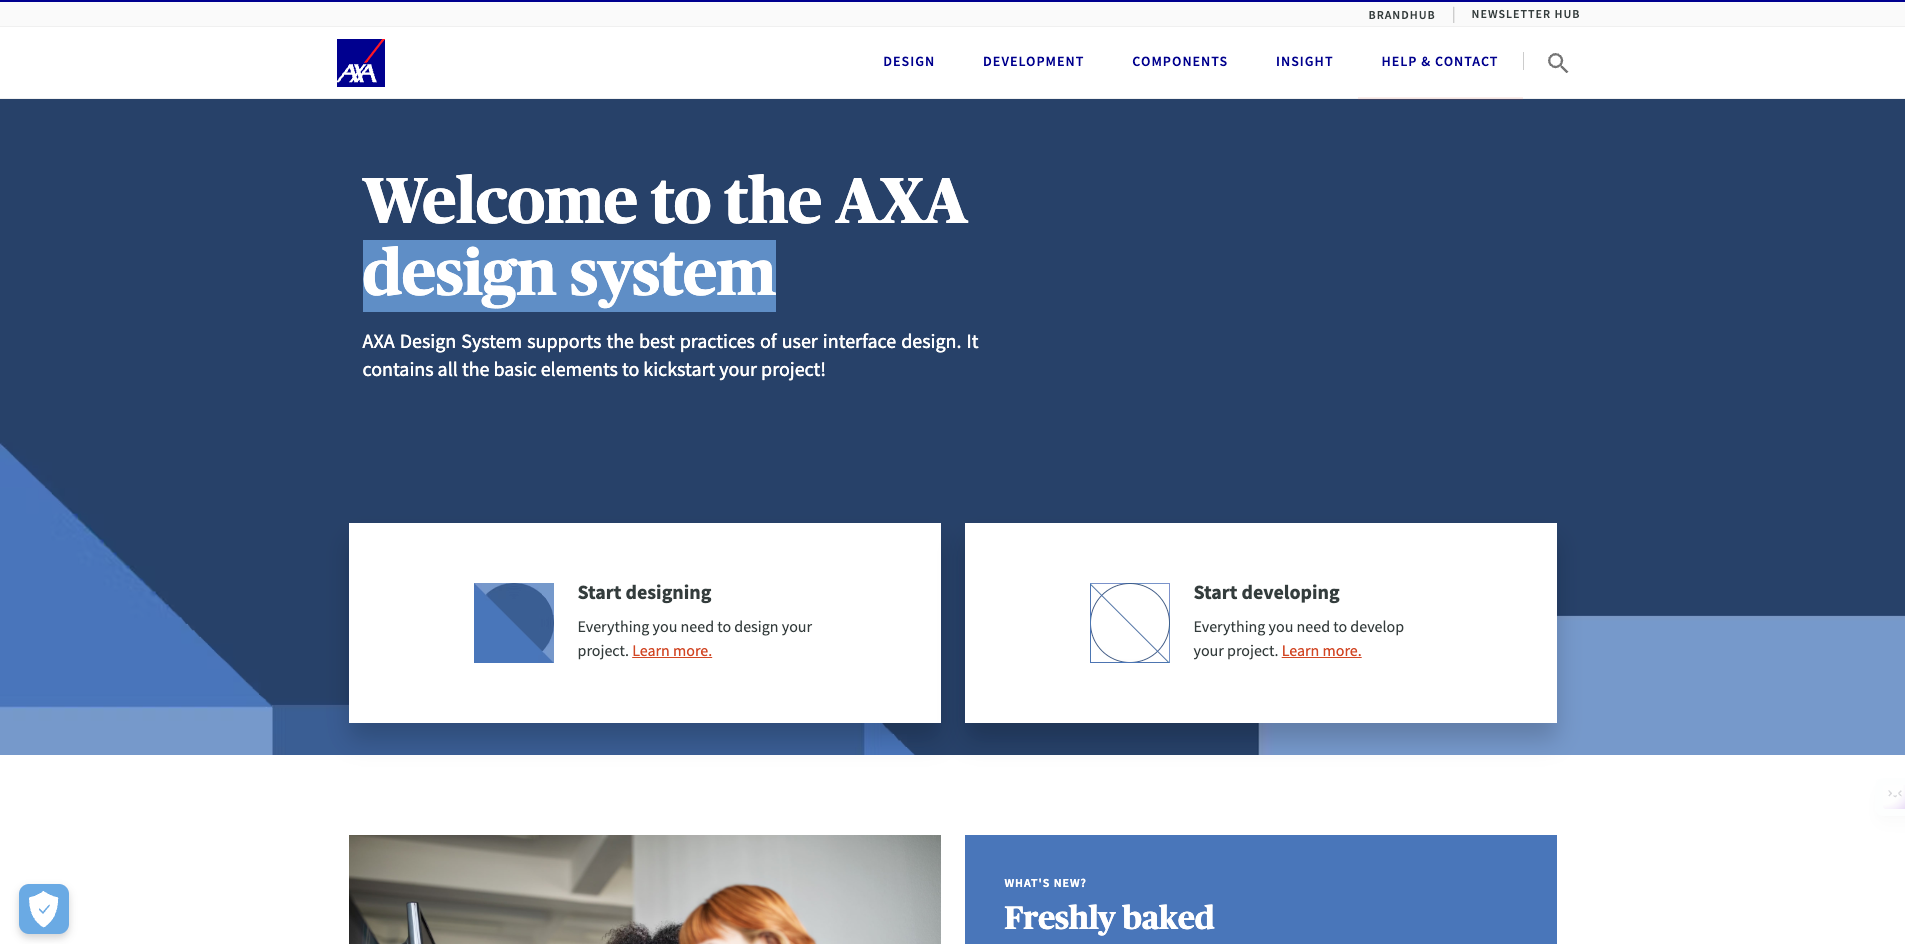 BRANDHUB
NEWSLETTER HUB
AXA
DESIGN
DEVELOPMENT
COMPONENTS
INSIGHT
HELP & CONTACT
Welcome to the AXA
design system
AXA Design System supports the best practices of user interface design. It
contains all the basic elements to kickstart your project!
Start designing
Everything you need to design your
project. Learn more.
Start developing
Everything you need to develop
your project. Learn more.
WHAT'S NEW?
Freshly baked